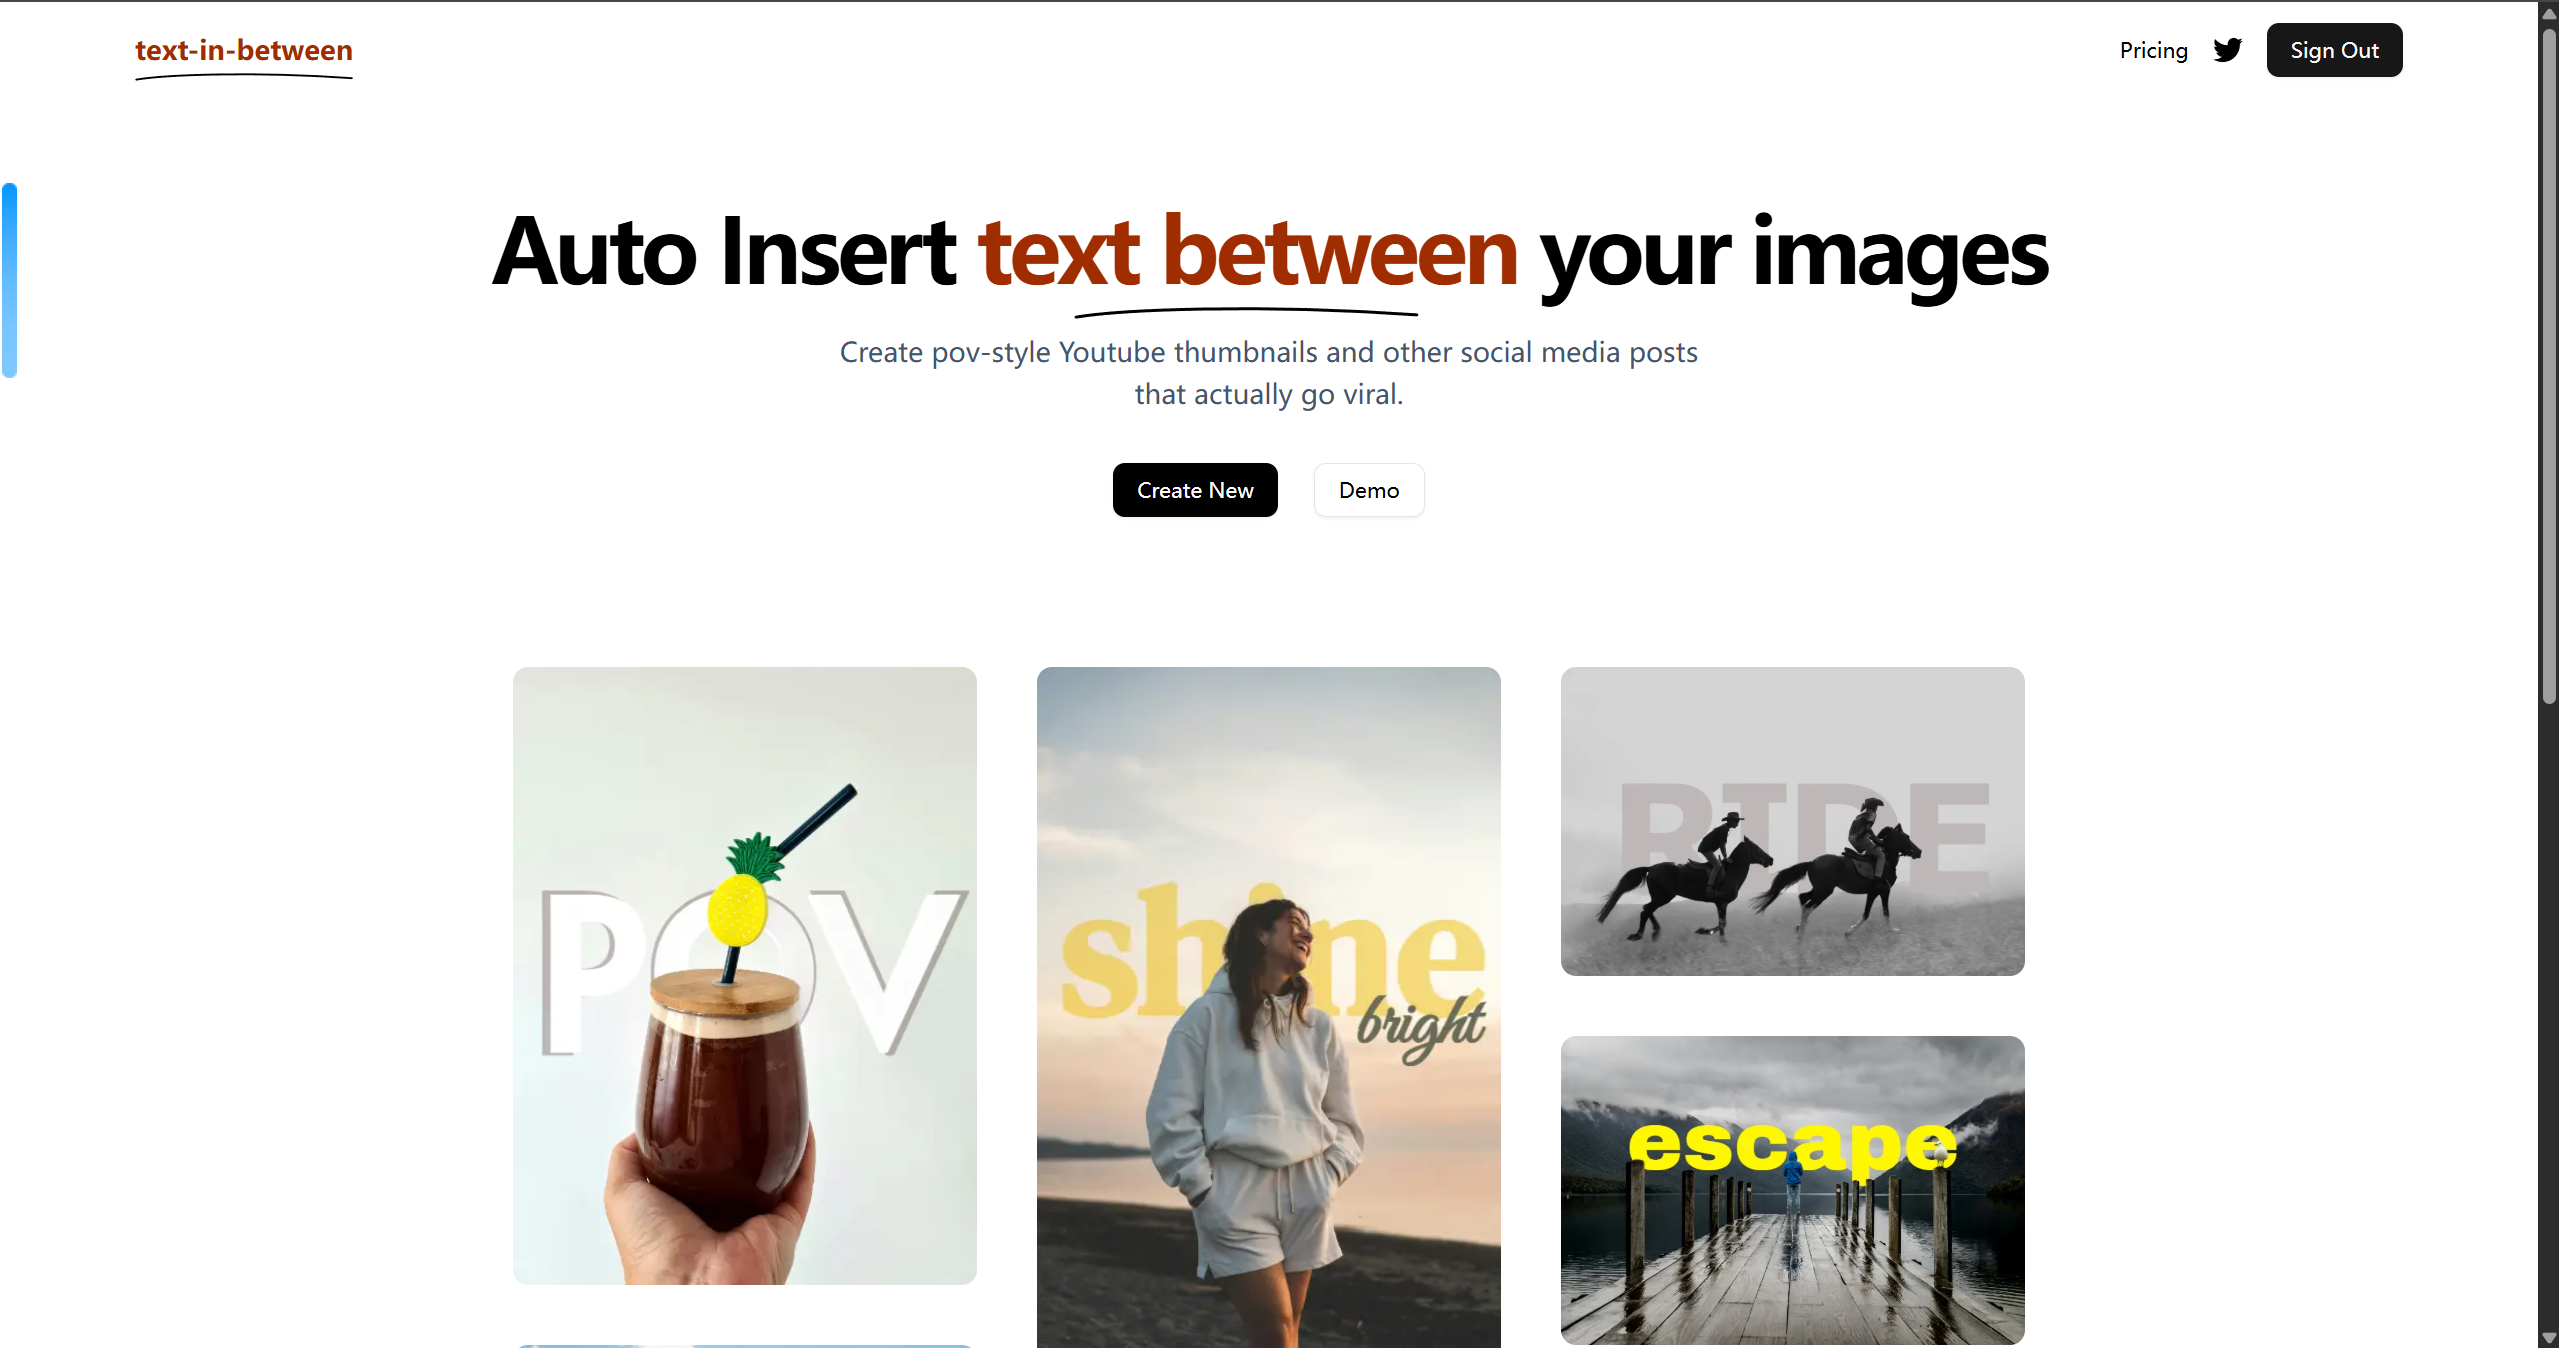 text-in-between
Pricing
Sign Out
Auto Insert text between your images
Create pov-style Youtube thumbnails and other social media posts
that actually go viral.
Create New
Demo
POV
shine
bright
RIDE
escape